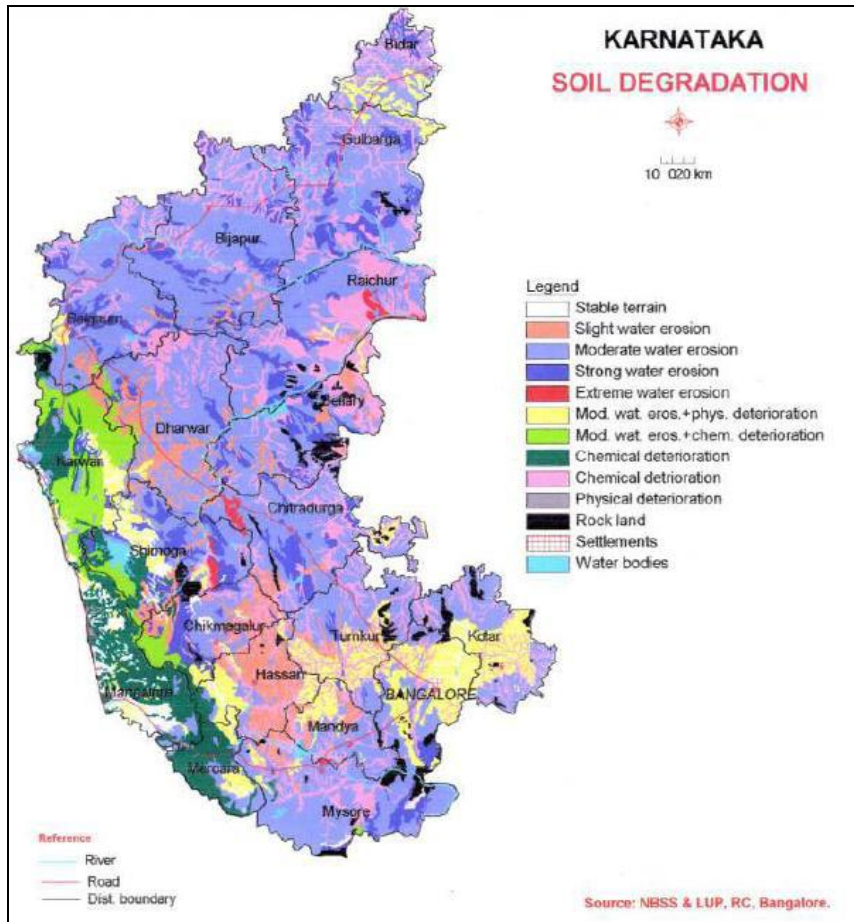 KARNATAKA
SOIL DEGRADATION
10 0 20 km
Bidar
Gulbarga
Bijapur
Raichur
Belgaum
Bellary
Dharwar
Karwar
Chitradurga
Shimoga
Chikmagalur
Tumkur
Kolar
Hassan
BANGALORE
Mangalore
Mandya
Mercara
Mysore
Legend
Stable terrain
Slight water erosion
Moderate water erosion
Strong water erosion
Extreme water erosion
Mod. wat. eros.+phys. deterioration
Mod. wat. eros.+chem. deterioration
Chemical deterioration
Chemical detrioration
Physical deterioration
Rock land
Settlements
Water bodies
Reference
River
Road
Dist. boundary
Source: NBSS & LUP, RC, Bangalore.